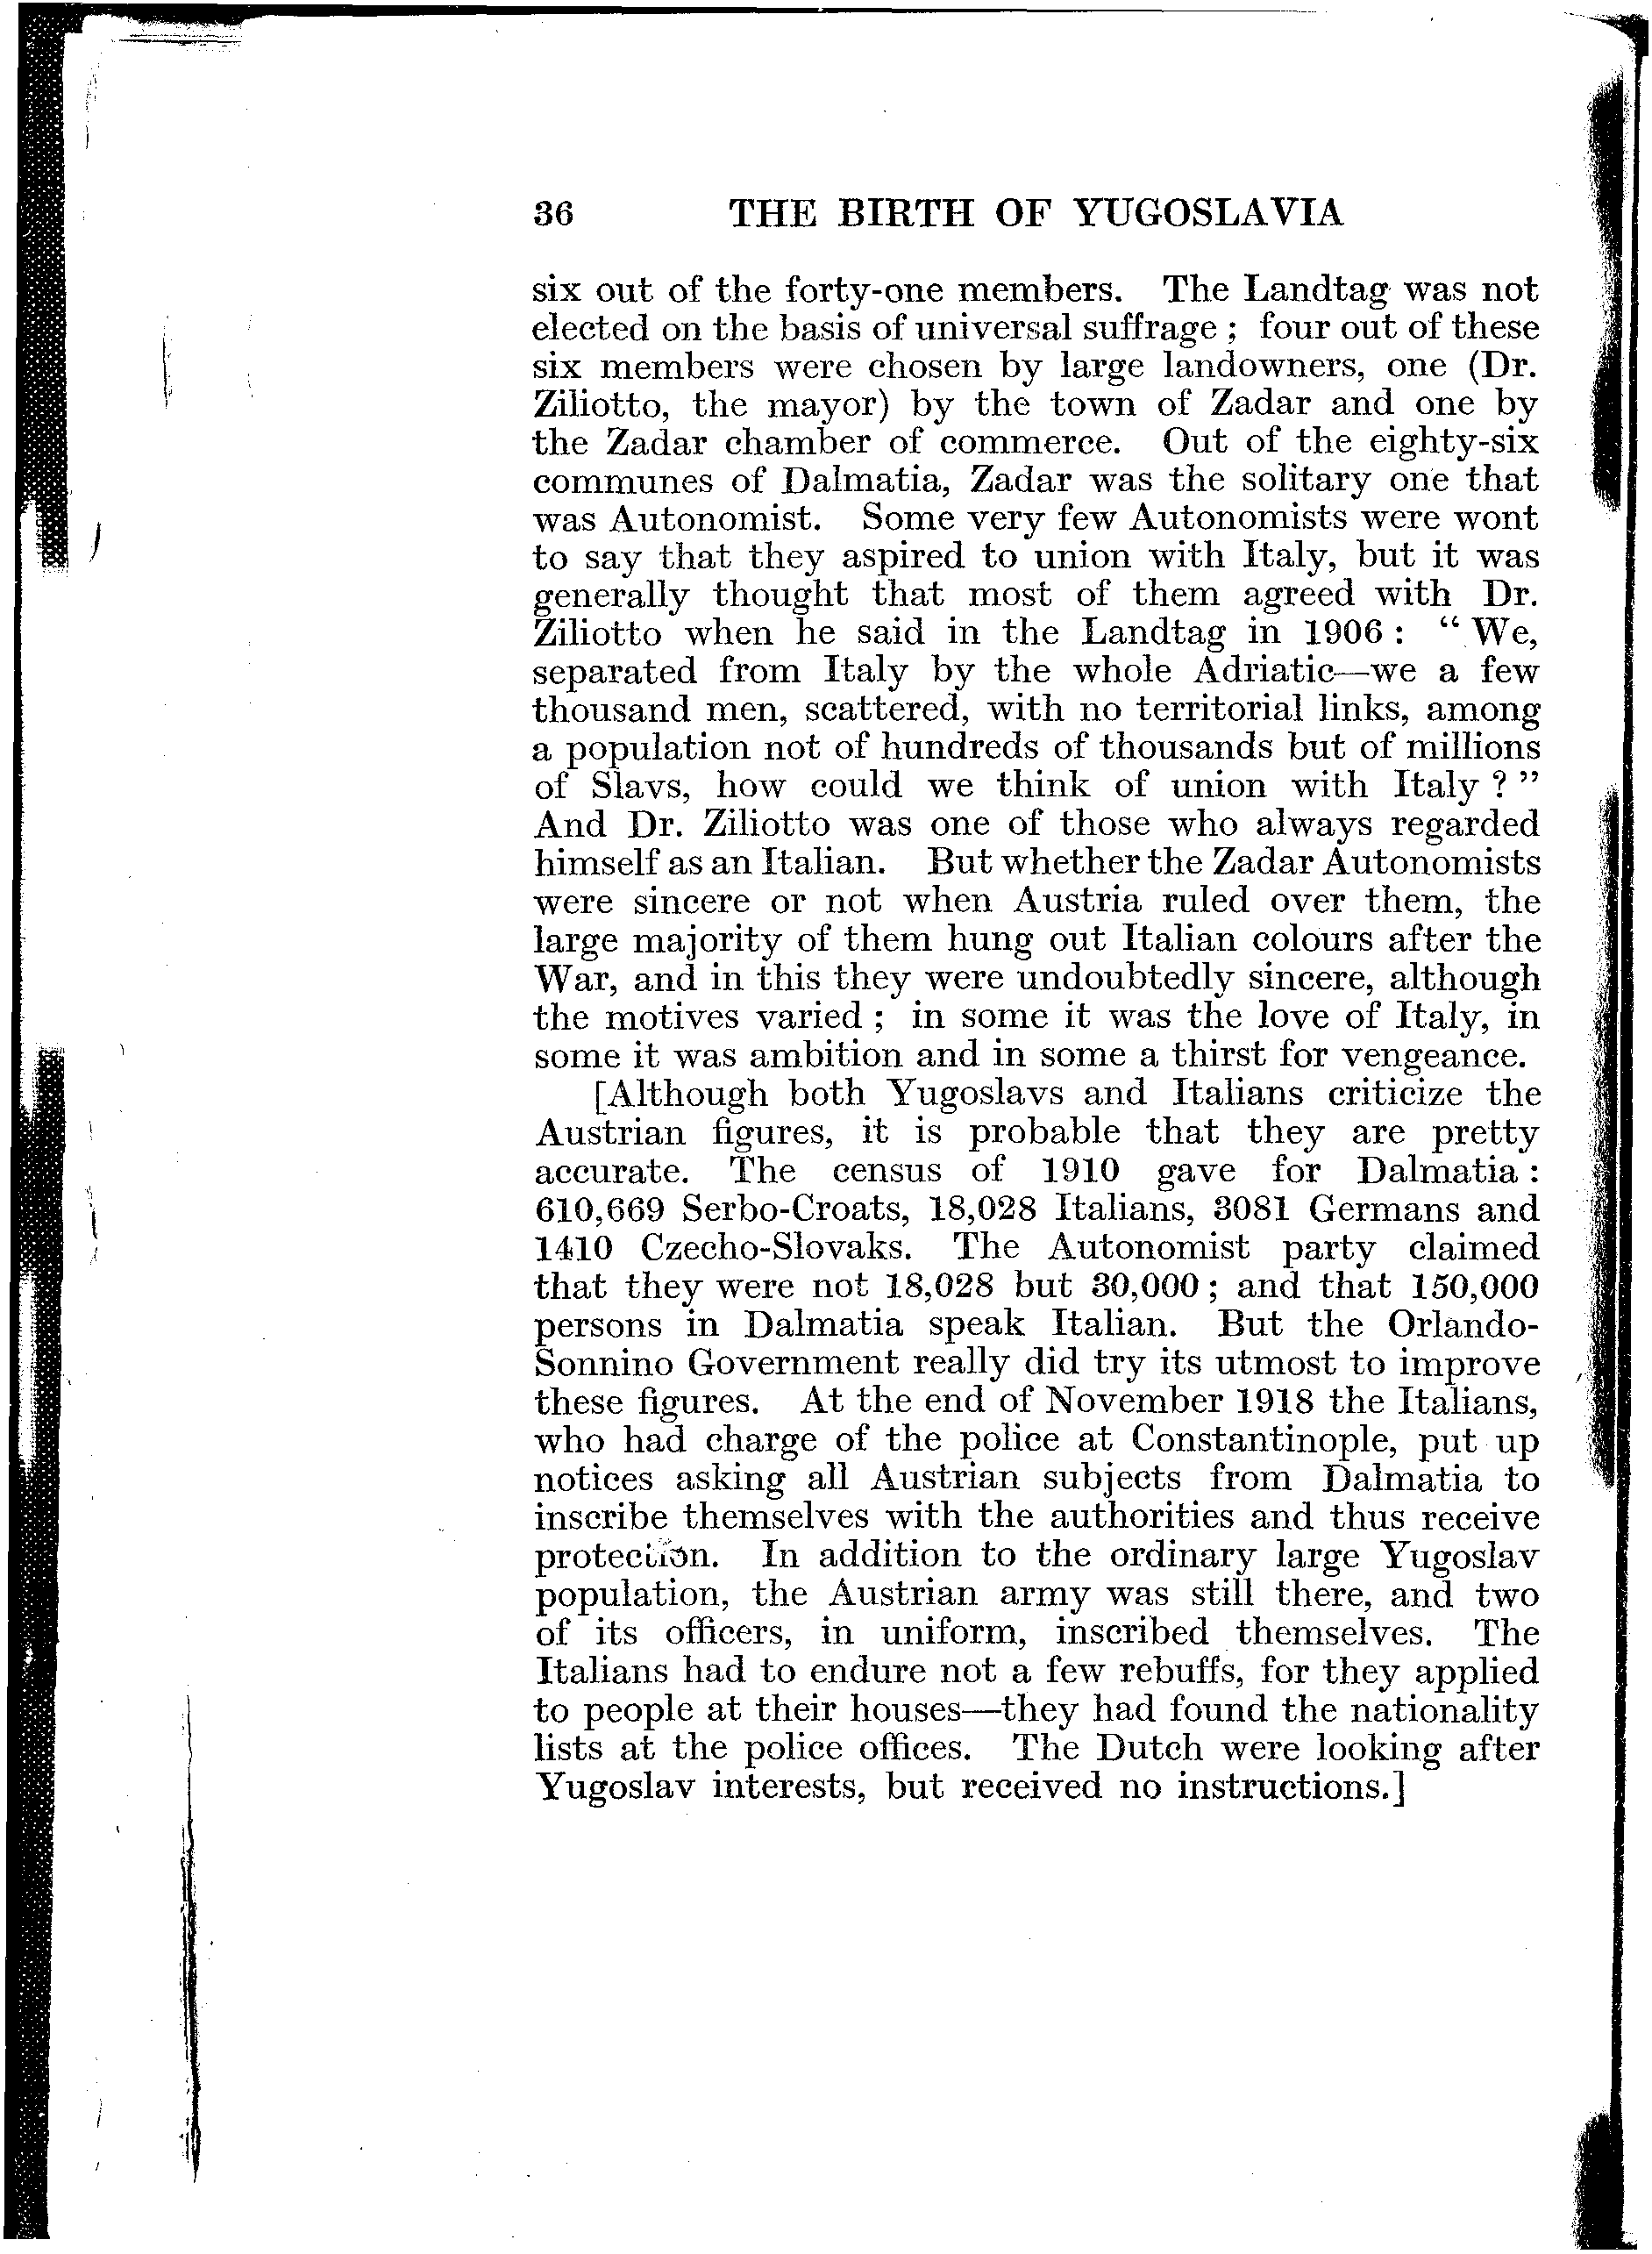 36 THE BIRTH OF YUGOSLAVIA
six out of the forty-one members. The Landtag was not
elected on the basis of universal suffrage ; four out of these
six members were chosen by large landowners, one (Dr.
Ziliotto, the mayor) by the town of Zadar and one by
the Zadar chamber of commerce. Out of the eighty-six
communes of Dalmatia, Zadar was the solitary one that
was Autonomist. Some very few Autonomists were wont
to say that they aspired to union with Italy, but it was
generally thought that most of them agreed with Dr.
Ziliotto when he said in the Landtag in 1906 : “ We,
separated from Italy by the whole Adriatic—we a few
thousand men, scattered, with no territorial links, among
a population not of hundreds of thousands but of millions
of Slavs, how could we think of union with Italy ? ”
And Dr. Ziliotto was one of those who always regarded
himself as an Italian. But whether the Zadar Autonomists
were sincere or not when Austria ruled over them, the
large majority of them hung out Italian colours after the
War, and in this they were undoubtedly sincere, although
the motives varied ; in some it was the love of Italy, in
some it was ambition and in some a thirst for vengeance.
[Although both Yugoslavs and Italians criticize the
Austrian figures, it is probable that they are pretty
accurate. The census of 1910 gave for Dalmatia :
610,669 Serbo-Croats, 18,028 Italians, 3081 Germans and
1410 Czecho-Slovaks. The Autonomist party claimed
that they were not 18,028 but 30,000 ; and that 150,000
persons in Dalmatia speak Italian. But the Orlando-
Sonnino Government really did try its utmost to improve
these figures. At the end of November 1918 the Italians,
who had charge of the police at Constantinople, put up
notices asking all Austrian subjects from Dalmatia to
inscribe themselves with the authorities and thus receive
protection. In addition to the ordinary large Yugoslav
population, the Austrian army was still there, and two
of its officers, in uniform, inscribed themselves. The
Italians had to endure not a few rebuffs, for they applied
to people at their houses—they had found the nationality
lists at the police offices. The Dutch were looking after
Yugoslav interests, but received no instructions.]